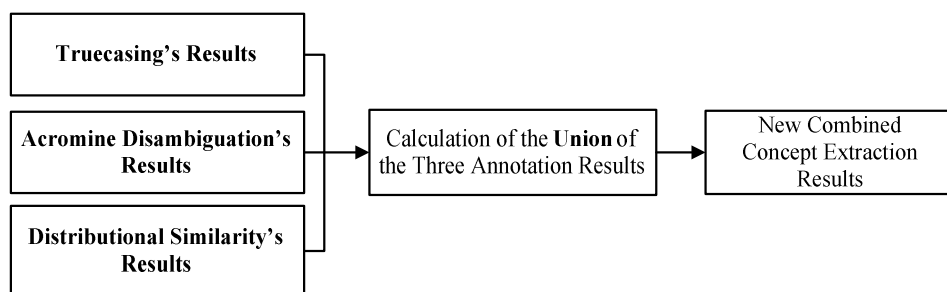 Truecasing's Results
Acromine Disambiguation's
Results
Distributional Similarity's
Results
Calculation of the Union of
the Three Annotation Results
New Combined
Concept Extraction
Results